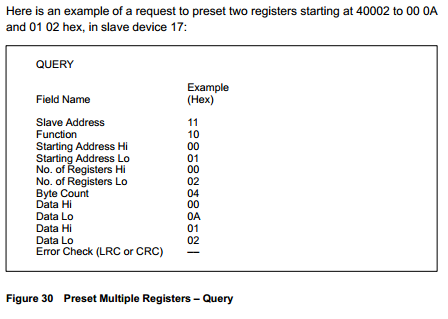 Here is an example of a request to preset two registers starting at 40002 to 00 0A
and 01 02 hex, in slave device 17:
QUERY
Example
Field Name (Hex)
Slave Address 11
Function 10
Starting Address Hi 00
Starting Address Lo 01
No. of Registers Hi 00
No. of Registers Lo 02
Byte Count 04
Data Hi 00
Data Lo 0A
Data Hi 01
Data Lo 02
Error Check (LRC or CRC) ––
Figure 30 Preset Multiple Registers – Query